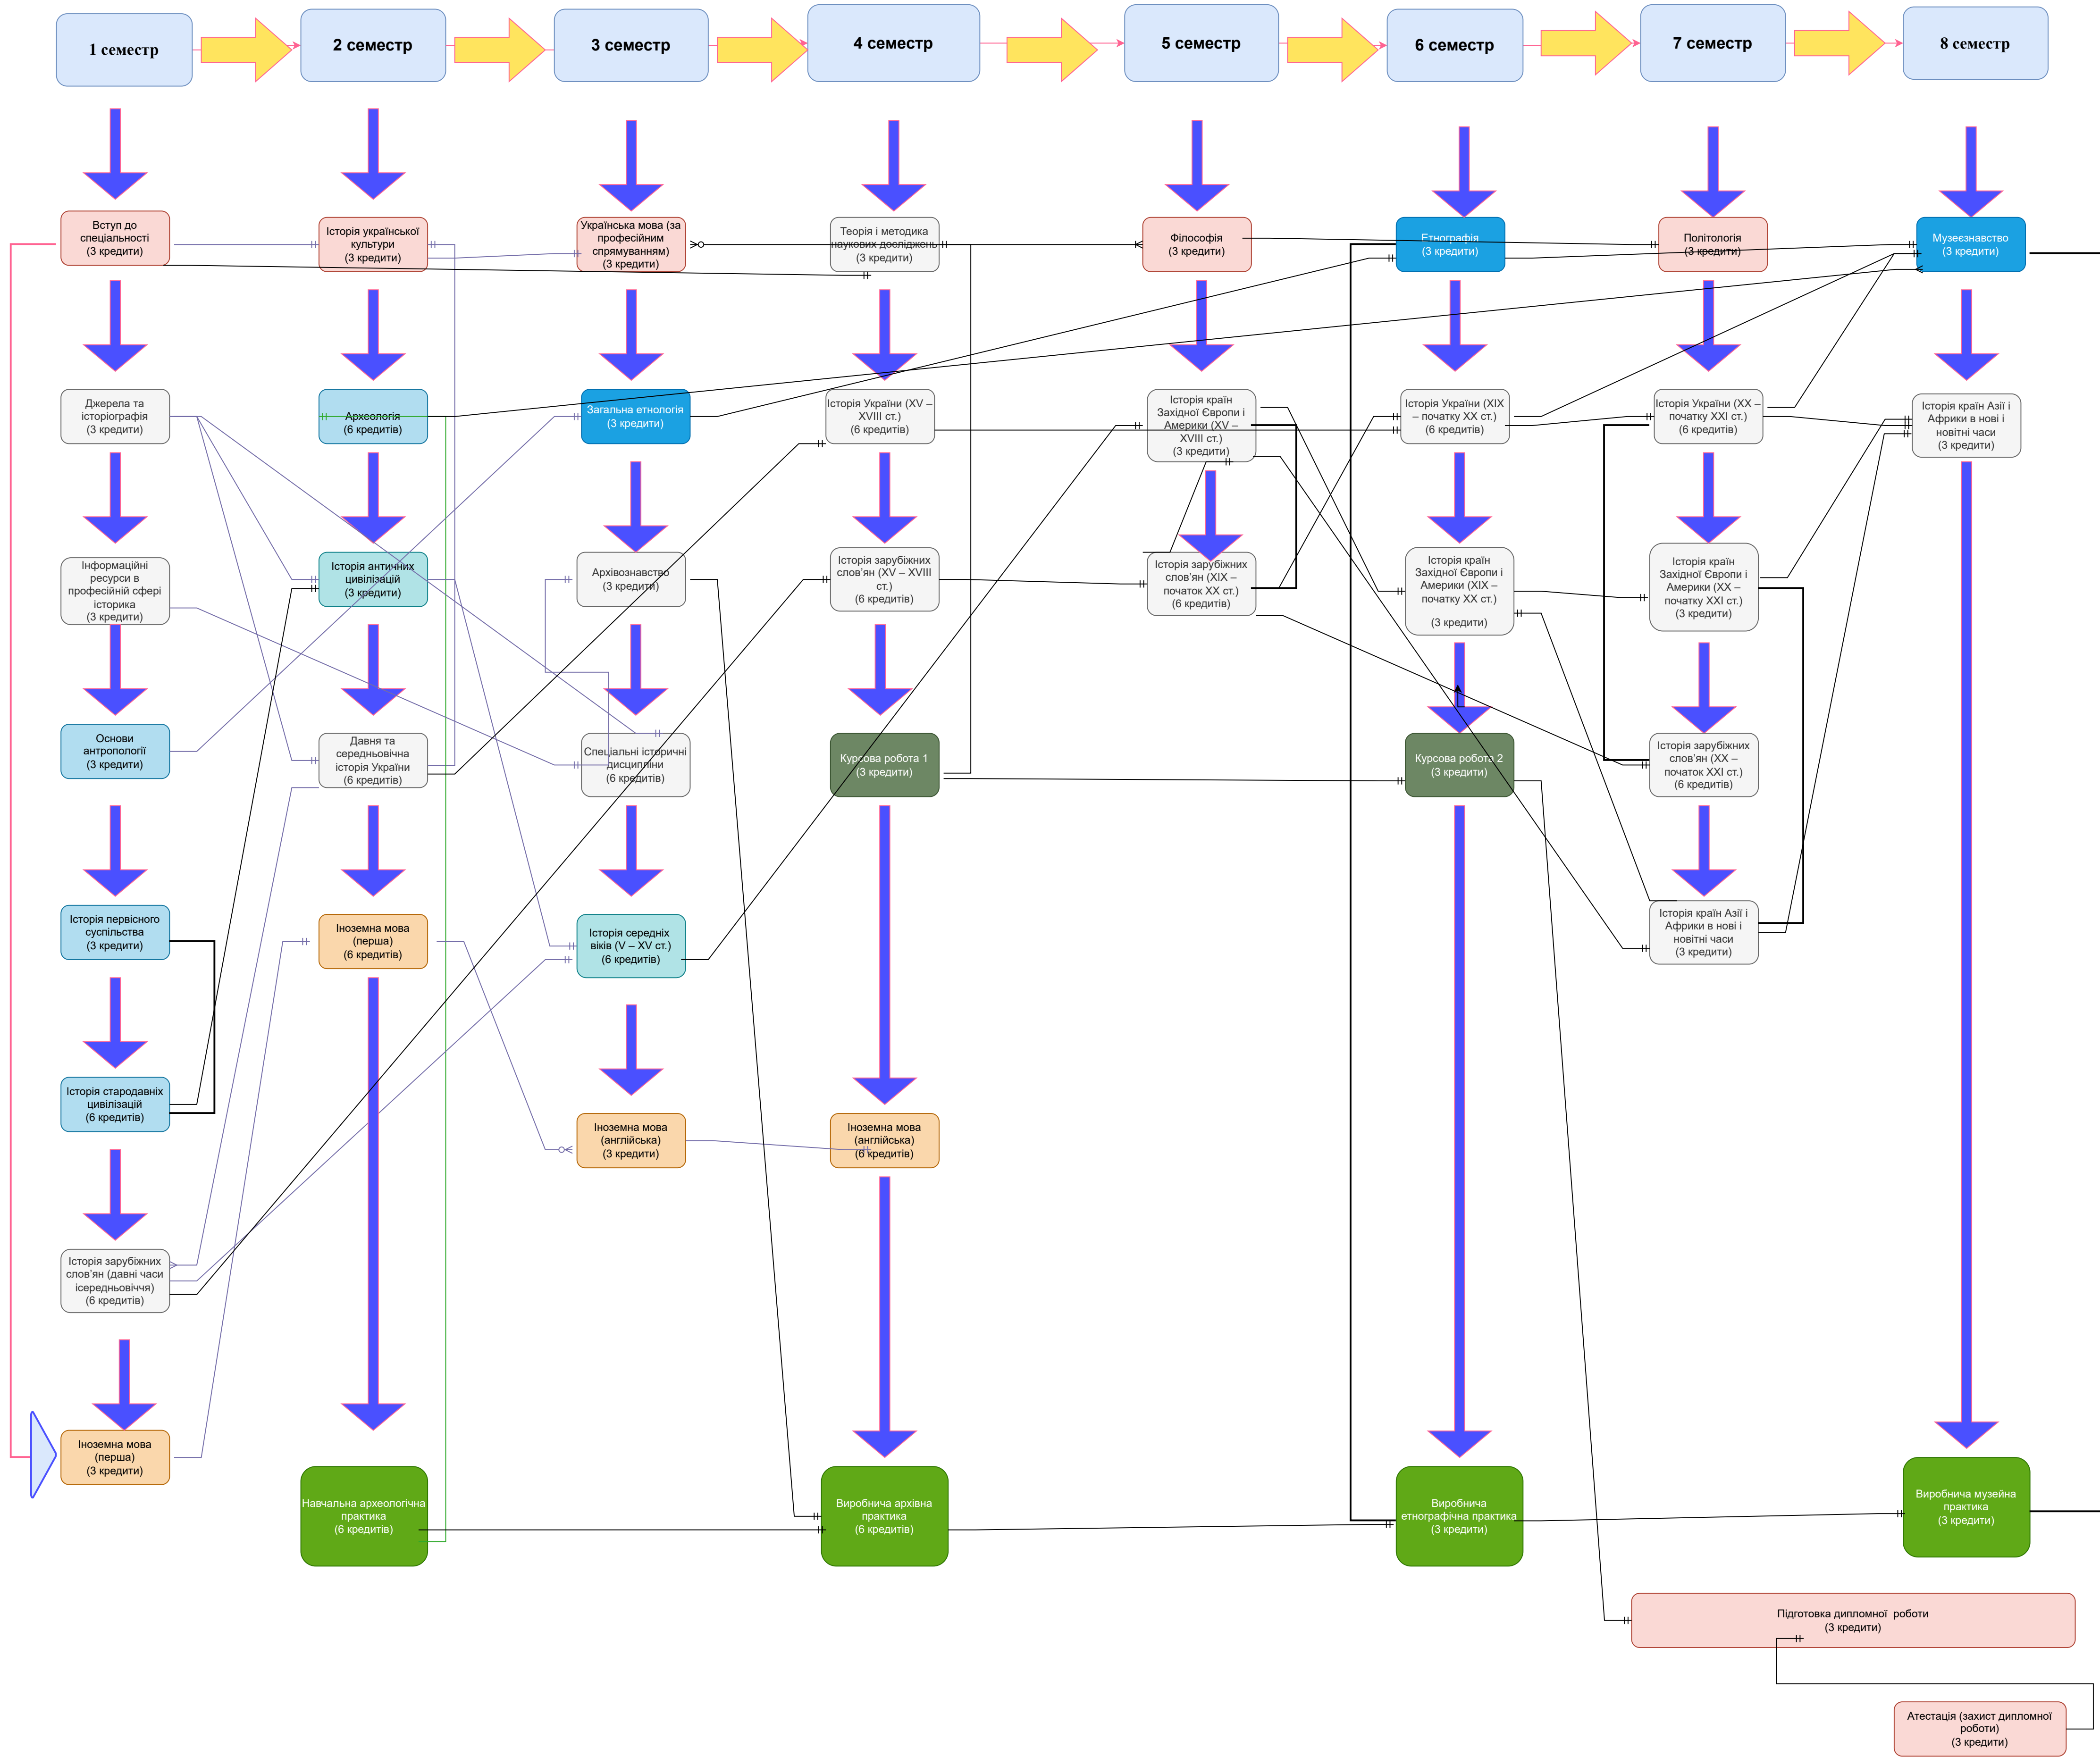 1 семестр
2 семестр
3 семестр
4 семестр
5 семестр
6 семестр
7 семестр
8 семестр
Вступ до
спеціальності
(3 кредити)
Історія української
культури
(3 кредити)
Українська мова (за
професійним
спрямуванням)
(3 кредити)
Теорія і методика
наукових досліджень
(3 кредити)
Філософія
(3 кредити)
Етнографія
(3 кредити)
Політологія
(3 кредити)
Музеєзнавство
(3 кредити)
Джерела та
історіографія
(3 кредити)
Археологія
(6 кредитів)
Загальна етнологія
(3 кредити)
Історія України (XV –
XVIII ст.)
(6 кредитів)
Історія країн
Західної Європи і
Америки (XV –
XVIII ст.)
(3 кредити)
Історія України (XIX
– початку XX ст.)
(6 кредитів)
Історія України (XX –
початку XXI ст.)
(6 кредитів)
Історія країн Азії і
Африки в нові і
новітні часи
(3 кредити)
Інформаційні
ресурси в
професійній сфері
історика
(3 кредити)
Історія античних
цивілізацій
(3 кредити)
Архівознавство
(3 кредити)
Історія зарубіжних
слов’ян (XV – XVIII
ст.)
(6 кредитів)
Історія зарубіжних
слов’ян (XIX –
початок XX ст.)
(6 кредитів)
Історія країн
Західної Європи і
Америки (XIX –
початку XX ст.)
(3 кредити)
Історія країн
Західної Європи і
Америки (XX –
початку XXI ст.)
(3 кредити)
Основи
антропології
(3 кредити)
Давня та
середньовічна
історія України
(6 кредитів)
Спеціальні історичні
дисципліни
(6 кредитів)
Курсова робота 1
(3 кредити)
Курсова робота 2
(3 кредити)
Історія зарубіжних
слов’ян (XX –
початок XXI ст.)
(6 кредитів)
Історія первісного
суспільства
(3 кредити)
Іноземна мова
(перша)
(6 кредитів)
Історія середніх
віків (V – XV ст.)
(6 кредитів)
Історія країн Азії і
Африки в нові і
новітні часи
(3 кредити)
Історія стародавніх
цивілізацій
(6 кредитів)
Іноземна мова
(англійська)
(3 кредити)
Іноземна мова
(англійська)
(6 кредитів)
Історія зарубіжних
слов’ян (давні часи
ісередньовіччя)
(6 кредитів)
Іноземна мова
(перша)
(3 кредити)
Навчальна археологічна
практика
(6 кредитів)
Виробнича архівна
практика
(6 кредитів)
Виробнича
етнографічна практика
(3 кредити)
Виробнича музейна
практика
(3 кредити)
Підготовка дипломної роботи
(3 кредити)
Атестація (захист дипломної
роботи)
(3 кредити)